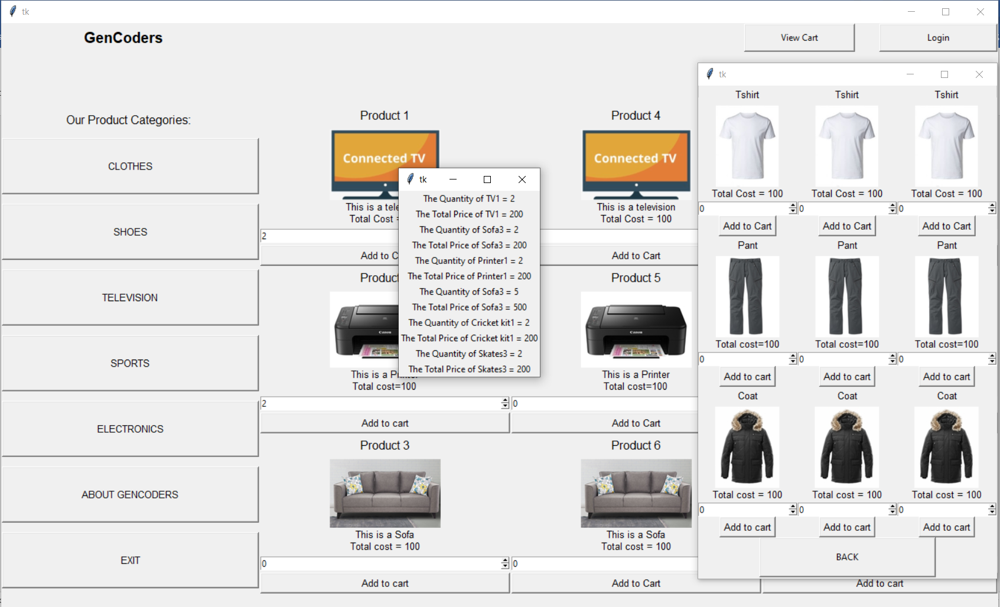 tk
GenCoders
View Cart
Login
Our Product Categories:
CLOTHES
SHOES
TELEVISION
SPORTS
ELECTRONICS
ABOUT GENCODERS
EXIT
Product 1
Connected TV
This is a tele
Total Cost =
2
Add to C
Product
Canon
This is a Printer
Total cost=100
2
Add to cart
Product 3
This is a Sofa
Total cost = 100
0
Add to cart
Product 4
Connected TV
This is a television
Total Cost = 100
Add to Cart
Product 5
Canon
This is a Printer
Total cost=100
0
Add to Cart
Product 6
This is a Sofa
Total cost = 100
0
Add to Cart
Add to cart
tk
The Quantity of TV1 = 2
The Total Price of TV1 = 200
The Quantity of Sofa3 = 2
The Total Price of Sofa3 = 200
The Quantity of Printer1 = 2
The Total Price of Printer1 = 200
The Quantity of Sofa3 = 5
The Total Price of Sofa3 = 500
The Quantity of Cricket kit1 = 2
The Total Price of Cricket kit1 = 200
The Quantity of Skates3 = 2
The Total Price of Skates3 = 200
tk
Tshirt Tshirt Tshirt
Total Cost = 100 Total Cost = 100 Total Cost = 100
0 0 0
Add to Cart Add to Cart Add to Cart
Pant Pant Pant
Total cost=100 Total cost=100 Total cost=100
0 0 0
Add to cart Add to cart Add to cart
Coat Coat Coat
Total cost = 100 Total cost = 100 Total cost = 100
0 0 0
Add to cart Add to cart Add to cart
BACK